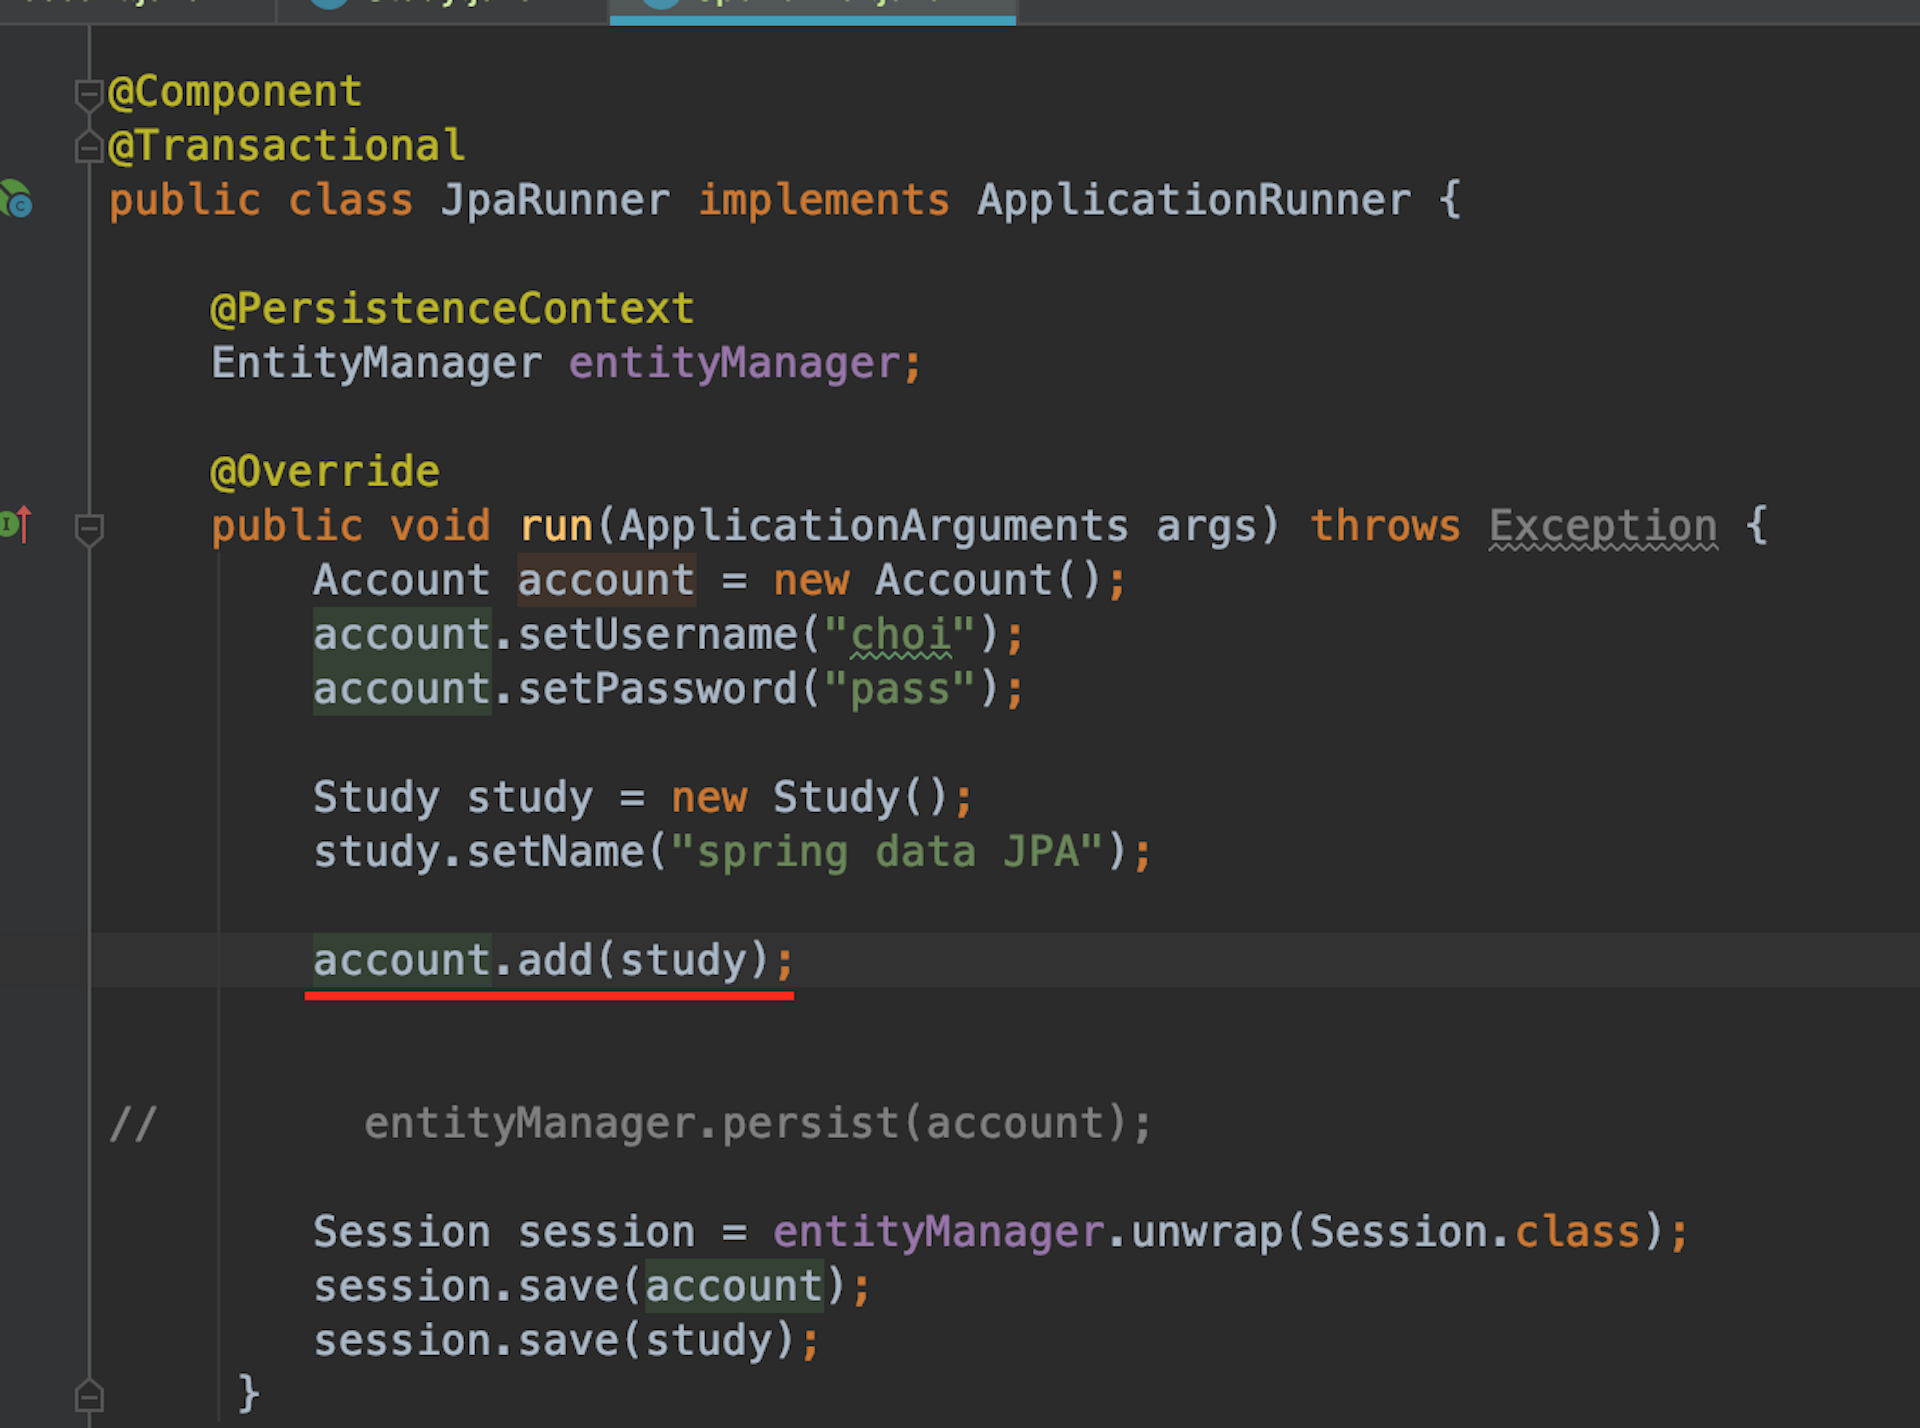 @Component
@Transactional
public class JpaRunner implements ApplicationRunner {
@PersistenceContext
EntityManager entityManager;
@Override
public void run(ApplicationArguments args) throws Exception {
Account account = new Account();
account.setUsername("choi");
account.setPassword("pass");
Study study = new Study();
study.setName("spring data JPA");
account.add(study);
// entityManager.persist(account);
Session session = entityManager.unwrap(Session.class);
session.save(account);
session.save(study);
}